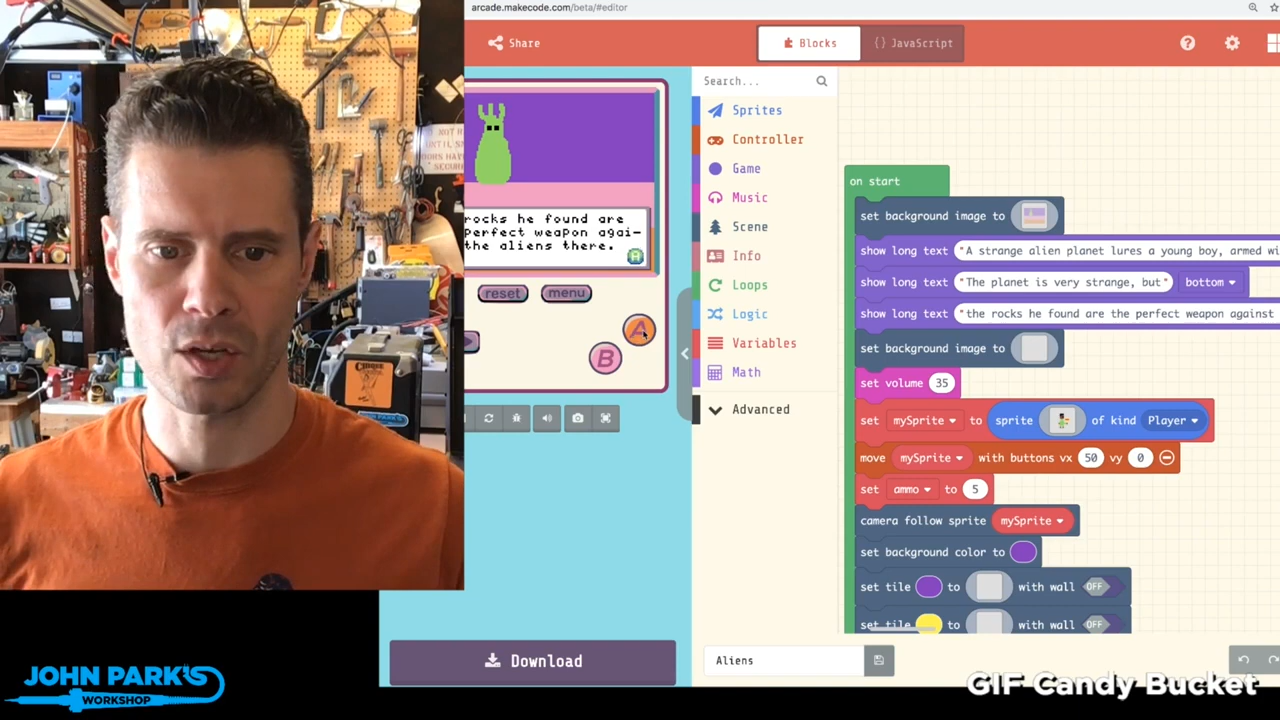 arcade.makecode.com/beta/#editor
Share
Blocks
{ } JavaScript
Search...
Sprites
Controller
Game
Music
Scene
Info
Loops
Logic
Variables
Math
Advanced
rocks he found are
perfect weapon agai-
the aliens there.
A
reset
menu
A
B
on start
set background image to
show long text "A strange alien planet lures a young boy, armed wi
show long text "The planet is very strange, but" bottom
show long text "the rocks he found are the perfect weapon against
set background image to
set volume 35
set mySprite to sprite of kind Player
move mySprite with buttons vx 50 vy 0
set ammo to 5
camera follow sprite mySprite
set background color to
set tile to with wall OFF
set tile to with wall OFF
Download
Aliens
JOHN PARK'S
WORKSHOP
GIF Candy Bucket